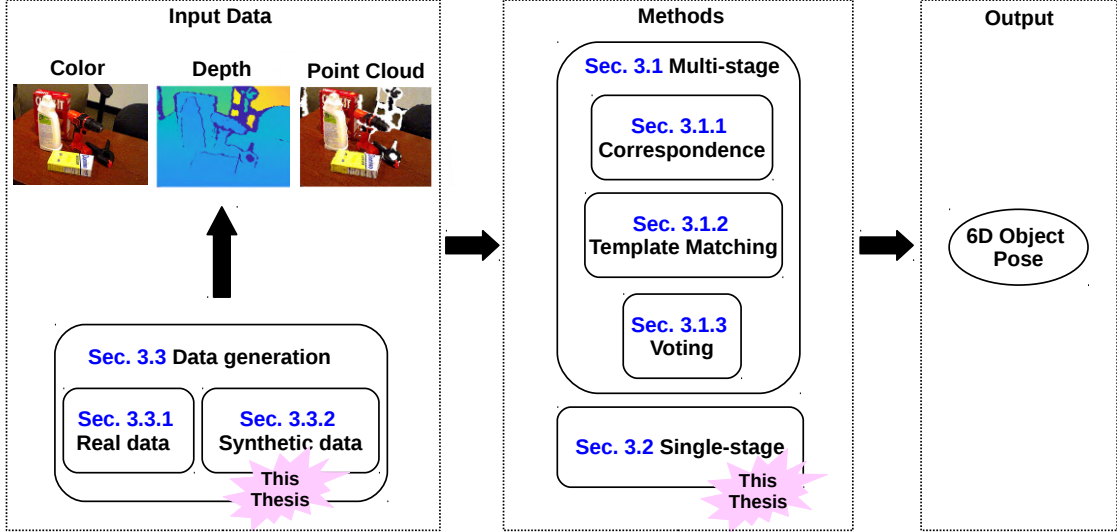 Input Data
Color
Depth
Point Cloud
Sec. 3.3 Data generation
Sec. 3.3.1
Real data
Sec. 3.3.2
Synthetic data
This
Thesis
Methods
Sec. 3.1 Multi-stage
Sec. 3.1.1
Correspondence
Sec. 3.1.2
Template Matching
Sec. 3.1.3
Voting
Sec. 3.2 Single-stage
This
Thesis
Output
6D Object
Pose